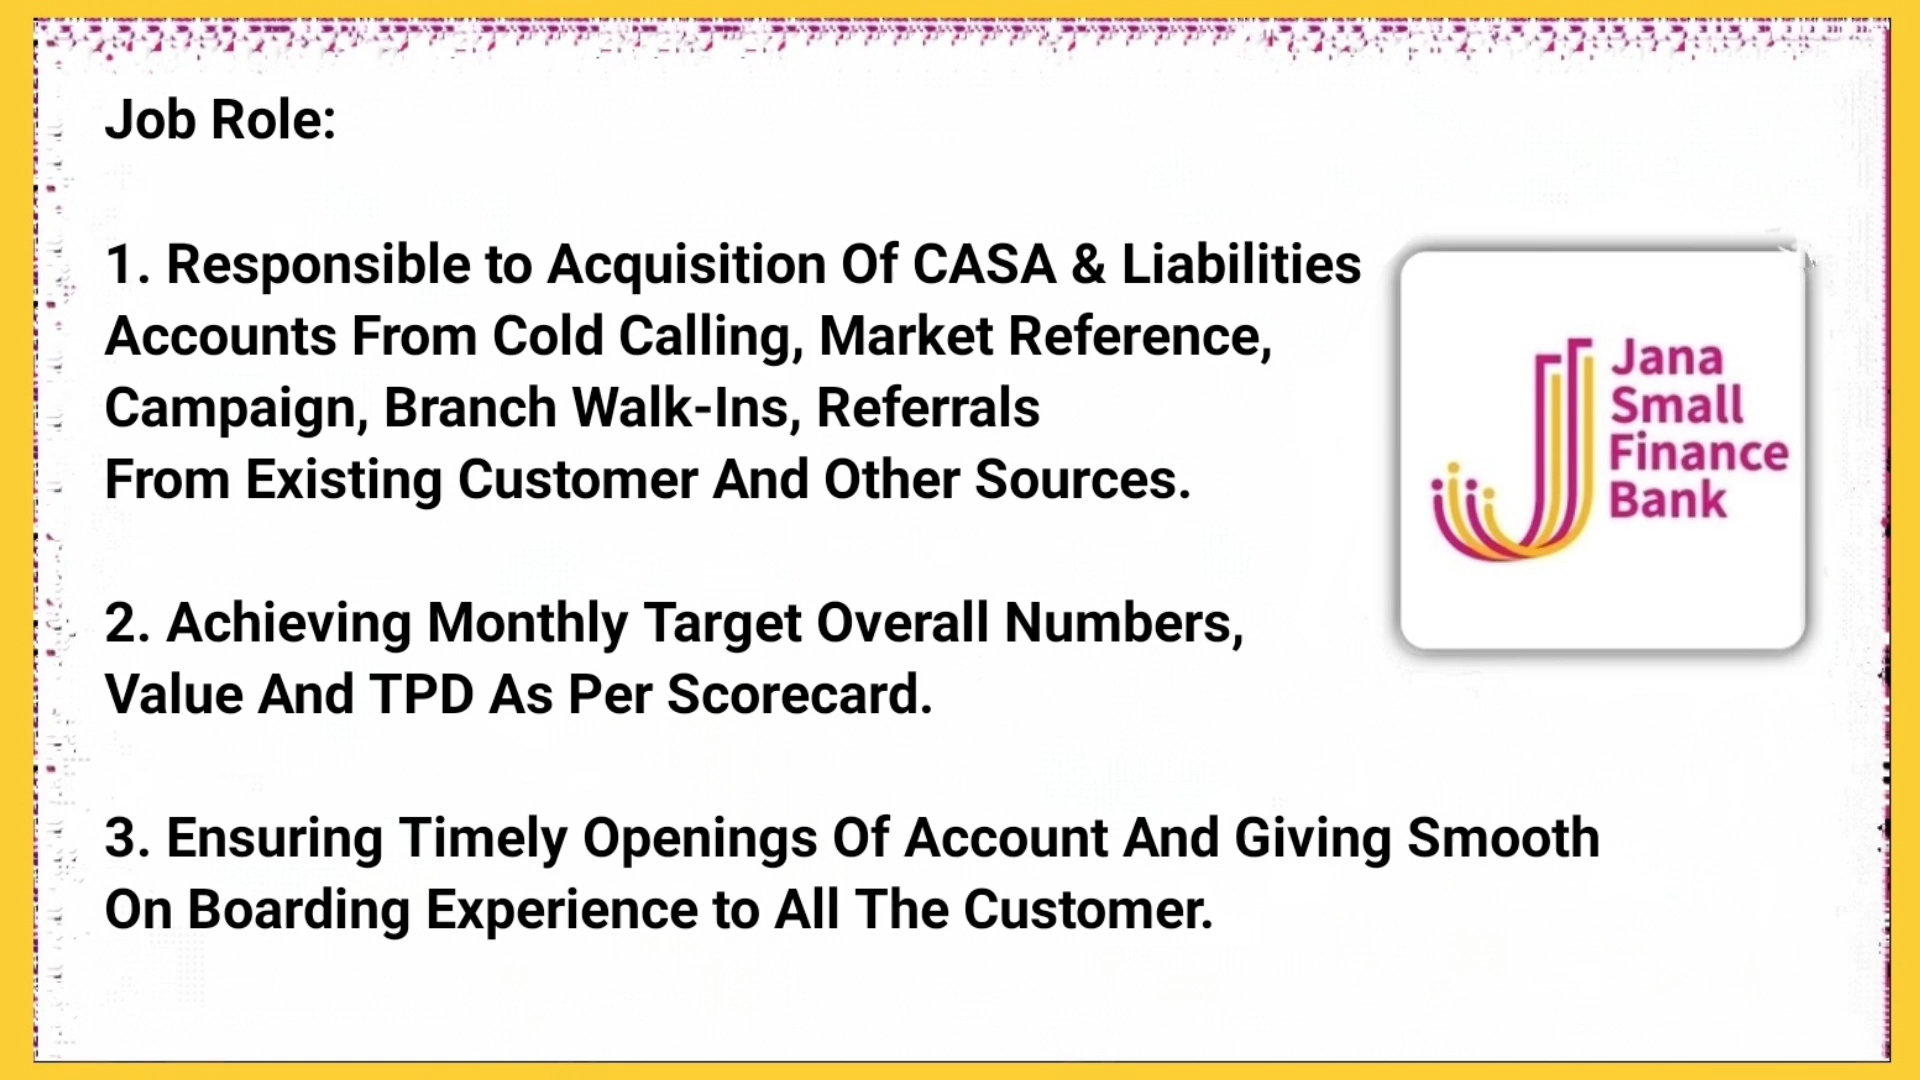 Job Role:
1. Responsible to Acquisition Of CASA & Liabilities
Accounts From Cold Calling, Market Reference,
Campaign, Branch Walk-Ins, Referrals
From Existing Customer And Other Sources.
2. Achieving Monthly Target Overall Numbers,
Value And TPD As Per Scorecard.
3. Ensuring Timely Openings Of Account And Giving Smooth
On Boarding Experience to All The Customer.
Jana
Small
Finance
Bank